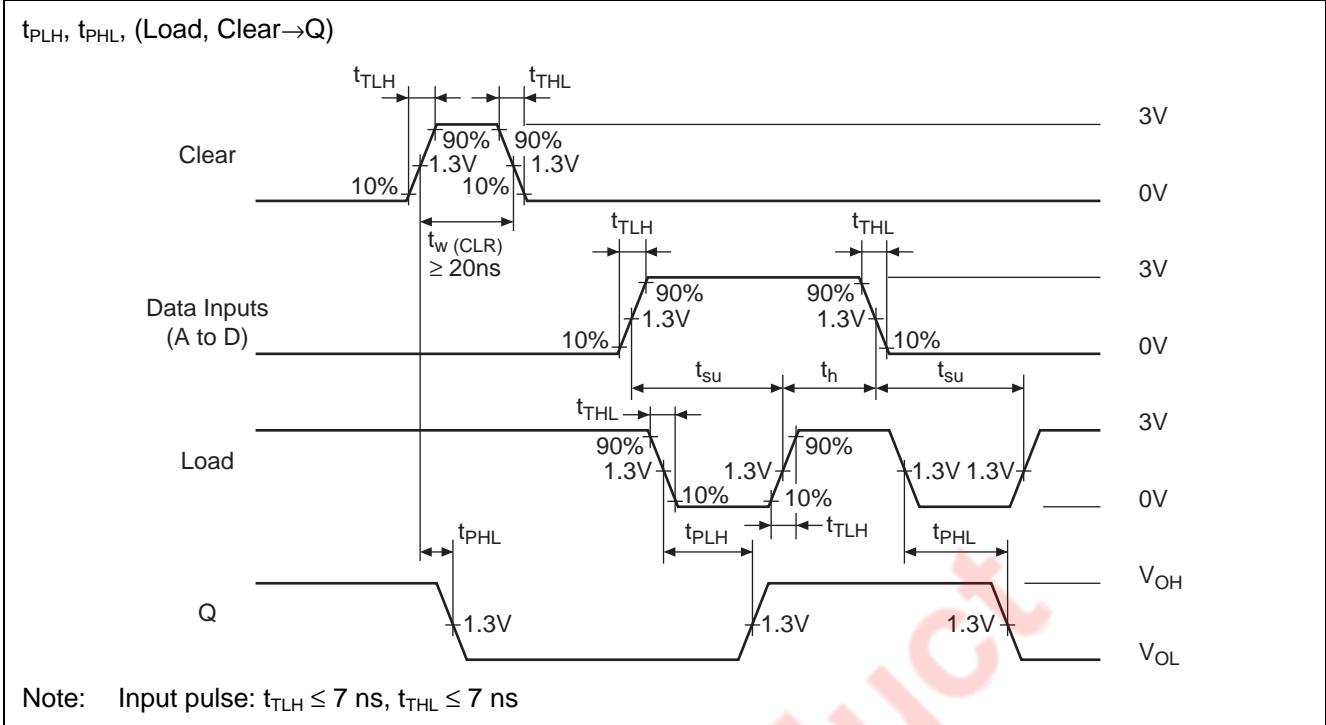 tPLH, tPHL, (Load, Clear→Q)
tTLH tTHL
3V
90% 90%
Clear 1.3V 1.3V
10% 10% 0V
tw (CLR)
≥ 20ns
tTLH tTHL
3V
90% 90%
Data Inputs
(A to D)
1.3V 1.3V
10% 10% 0V
tsu th tsu
tTHL 3V
90% 90%
Load 1.3V 1.3V 1.3V 1.3V
10% 10% 0V
tPHL tPLH tTLH tPHL
VOH
Q 1.3V 1.3V 1.3V
VOL
Note: Input pulse: tTLH ≤ 7 ns, tTHL ≤ 7 ns